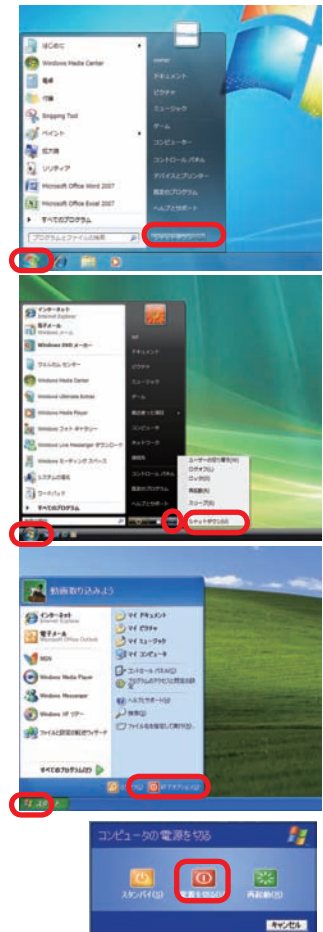 はじめに
Windows Media Center
電卓
付箋
Snipping Tool
ペイント
拡大鏡
ソリティア
Microsoft Office Word 2007
Microsoft Office Excel 2007
すべてのプログラム
プログラムとファイルの検索
owner
ドキュメント
ピクチャ
ミュージック
ゲーム
コンピューター
コントロール パネル
デバイスとプリンター
既定のプログラム
ヘルプとサポート
シャットダウン
インターネット
Internet Explorer
電子メール
Windows メール
Windows DVD メーカー
ウェルカム センター
Windows Media Center
Windows Ultimate Extras
Windows Media Player
Windows フォト ギャラリー
Windows Live Messenger ダウンロード
Windows ミーティング スペース
システムの復元
ワードパッド
すべてのプログラム
ドキュメント
ピクチャ
ミュージック
ゲーム
最近使った項目
コンピュータ
ネットワーク
接続先
コントロール パネル
既定のプログラム
ヘルプとサポート
ユーザーの切り替え(W)
ログオフ(L)
ロック(O)
再起動(R)
スリープ(S)
シャットダウン(U)
動画取り込みよう
インターネット
Internet Explorer
電子メール
Microsoft Office Outlook
MSN
Windows Media Player
Windows Messenger
Windows XP ツアー
ファイルと設定の転送ウィザード
すべてのプログラム(P)
マイ ドキュメント
マイ ピクチャ
マイ ミュージック
マイ コンピュータ
コントロール パネル(C)
プログラムのアクセスと既定の設定
ヘルプとサポート(H)
検索(S)
ファイル名を指定して実行(R)...
終了オプション(U)
スタート
コンピュータの電源を切る
スタンバイ(S)
電源を切る(U)
再起動(R)
キャンセル